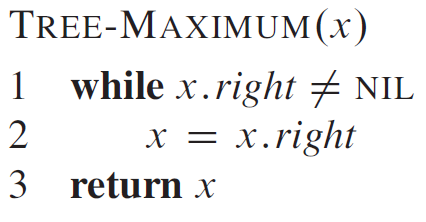 TREE-MAXIMUM(x)
1 while x.right ≠ NIL
2 x = x.right
3 return x